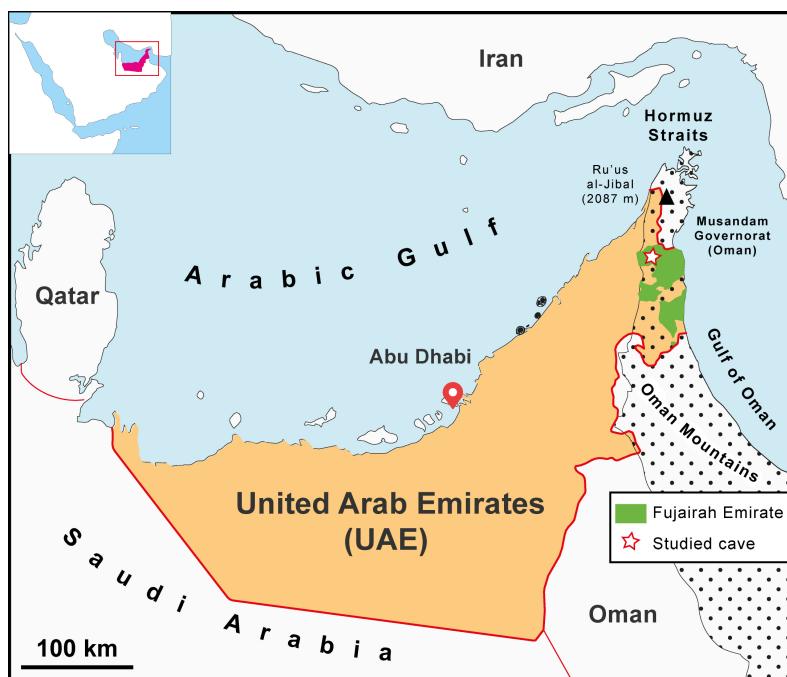 Iran
Hormuz
Straits
Ru'us
al-Jibal
(2087 m)
Musandam
Governorat
(Oman)
Arabic Gulf
Qatar
Abu Dhabi
Gulf of Oman
Oman Mountains
United Arab Emirates
(UAE)
Fujairah Emirate
Studied cave
Saudi Arabia
Oman
100 km